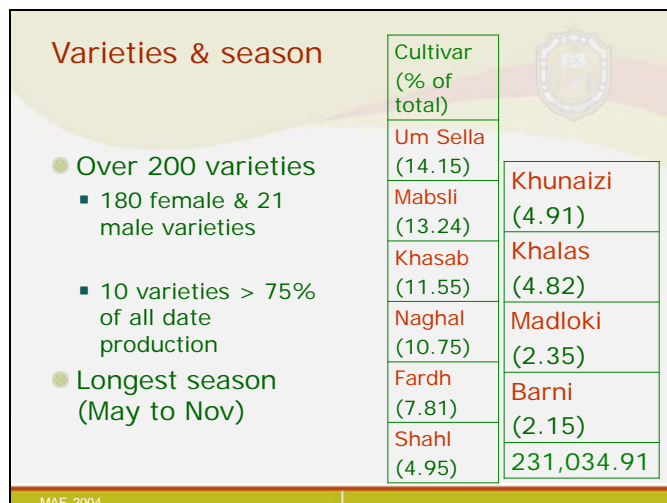 Varieties & season
Over 200 varieties
180 female & 21
male varieties
10 varieties > 75%
of all date
production
Longest season
(May to Nov)
Cultivar
(% of
total)
Um Sella
(14.15)
Mabsli
(13.24)
Khasab
(11.55)
Naghal
(10.75)
Fardh
(7.81)
Shahl
(4.95)
Khunaizi
(4.91)
Khalas
(4.82)
Madloki
(2.35)
Barni
(2.15)
231,034.91
MAF, 2004